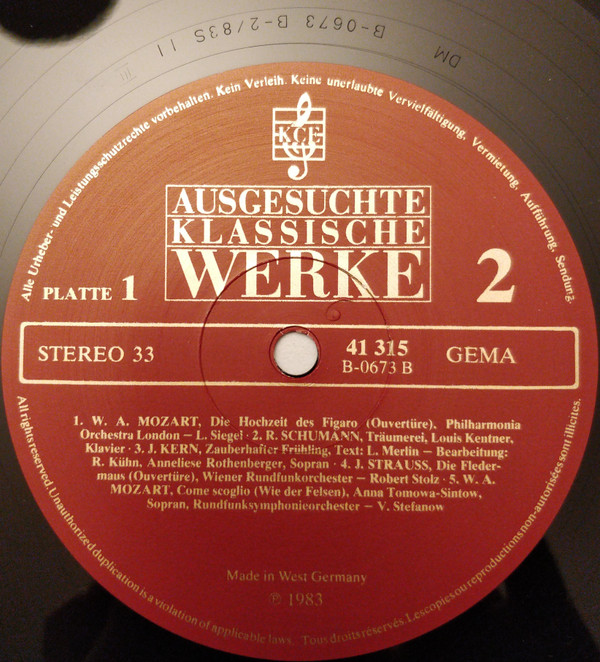 DM B-0673 B-2/83S II
III
Alle Urheber- und Leistungsschutzrechte vorbehalten. Kein Verleih. Keine unerlaubte Vervielfältigung, Vermietung, Aufführung, Sendung.
KCE
AUSGESUCHTE
KLASSISCHE
WERKE
PLATTE 1
2
STEREO 33
41 315
B-0673 B
GEMA
1. W. A. MOZART, Die Hochzeit des Figaro (Ouvertüre), Philharmonia
Orchestra London – L. Siegel · 2. R. SCHUMANN, Träumerei, Louis Kentner,
Klavier · 3. J. KERN, Zauberhafter Frühling, Text: L. Merlin – Bearbeitung:
R. Kühn, Anneliese Rothenberger, Sopran · 4. J. STRAUSS, Die Fleder-
maus (Ouvertüre), Wiener Rundfunkorchester – Robert Stolz · 5. W. A.
MOZART, Come scoglio (Wie der Felsen), Anna Tomowa-Sintow,
Sopran, Rundfunksymphonieorchester – V. Stefanow
Made in West Germany
℗ 1983
All rights reserved. Unauthorized duplication is a violation of applicable laws. Tous droits réservés. Les copies ou reproductions non-autorisées sont illicites.